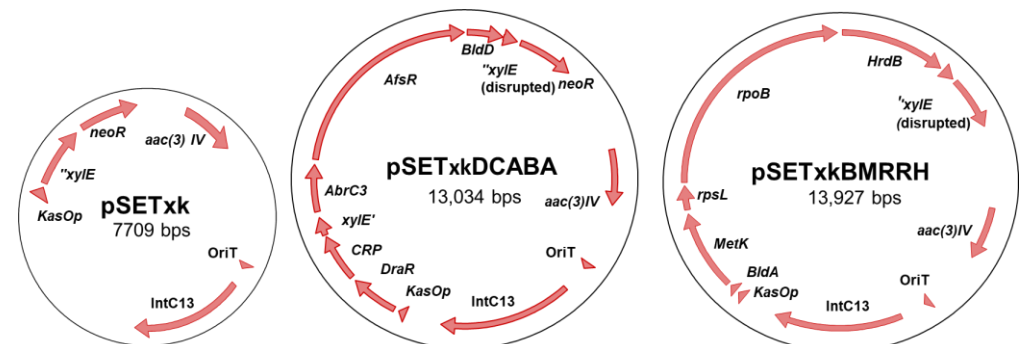 neoR
aac(3) IV
"xylE
KasOp
pSETxk
7709 bps
OriT
IntC13
BldD
"xylE
(disrupted)
neoR
AfsR
pSETxkDCABA
13,034 bps
AbrC3
aac(3)IV
xylE'
CRP
DraR
OriT
KasOp
IntC13
HrdB
rpoB
'xylE
(disrupted)
pSETxkBMRRH
13,927 bps
rpsL
aac(3)IV
MetK
BldA
KasOp
OriT
IntC13